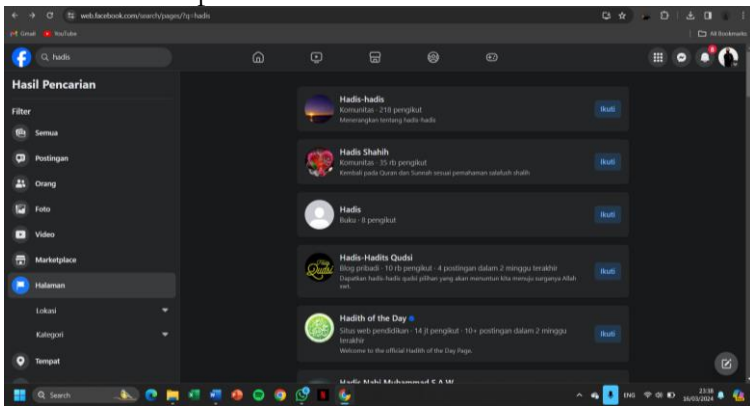 web.facebook.com/search/pages/?q=hadis
Gmail YouTube All Bookmarks
hadis
Hasil Pencarian
Filter
Semua
Postingan
Orang
Foto
Video
Marketplace
Halaman
Lokasi
Kategori
Tempat
Hadis-hadis
Komunitas · 218 pengikut
Menerangkan tentang hadis-hadis
Ikuti
Hadis Shahih
Komunitas · 35 rb pengikut
Kembali pada Quran dan Sunnah sesuai pemahaman salafush shalih
Ikuti
Hadis
Buku · 8 pengikut
Ikuti
Hadis-Hadits Qudsi
Blog pribadi · 10 rb pengikut · 4 postingan dalam 2 minggu terakhir
Dapatkan hadis-hadis qudsi pilihan yang akan menuntun kita menuju surganya Allah
swt.
Ikuti
Qudsi
Hadith of the Day
Situs web pendidikan · 14 jt pengikut · 10+ postingan dalam 2 minggu
terakhir
Welcome to the official Hadith of the Day Page.
Ikuti
Hadis Nabi Muhammad S.A.W
Search
ENG
23:38
16/03/2024